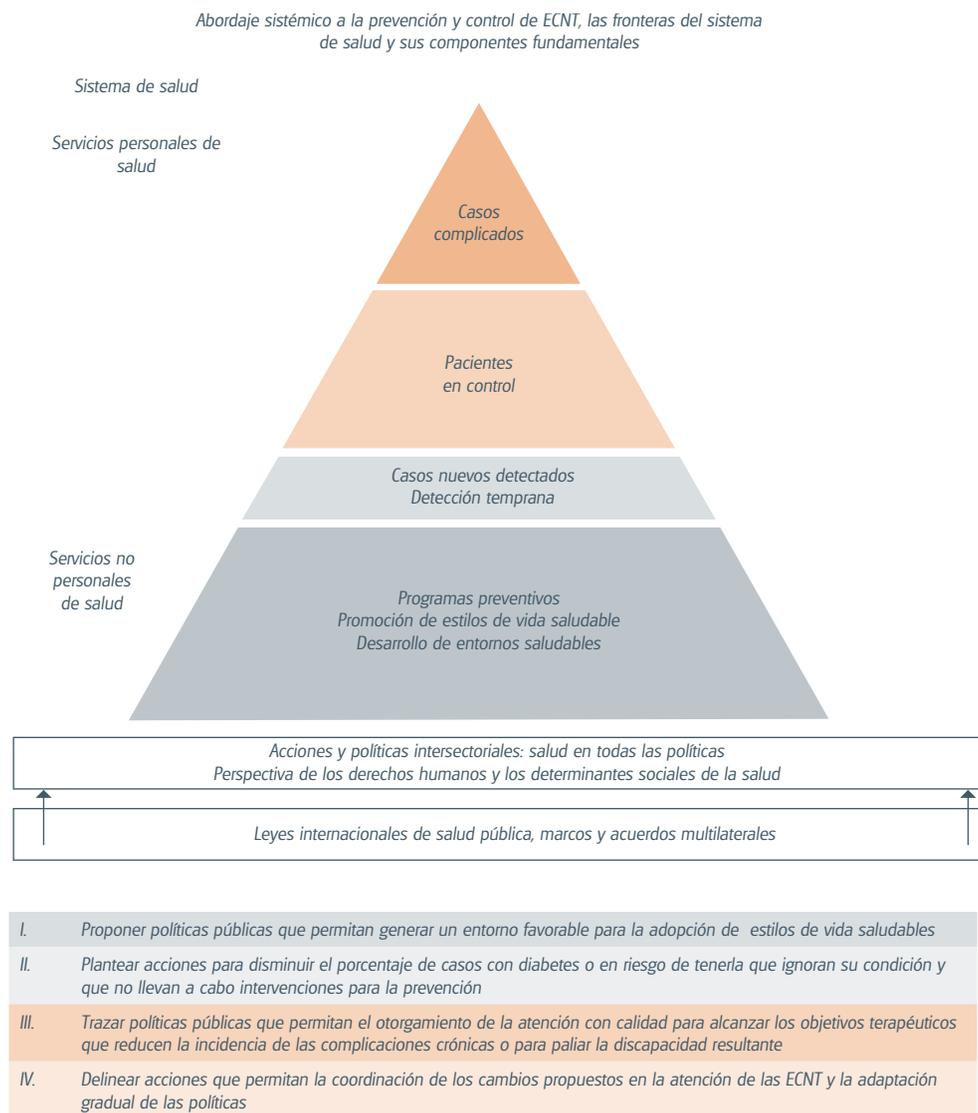 Abordaje sistémico a la prevención y control de ECNT, las fronteras del sistema
de salud y sus componentes fundamentales
Sistema de salud
Servicios personales de
salud
Casos
complicados
Pacientes
en control
Casos nuevos detectados
Detección temprana
Servicios no
personales
de salud
Programas preventivos
Promoción de estilos de vida saludable
Desarrollo de entornos saludables
Acciones y políticas intersectoriales: salud en todas las políticas
Perspectiva de los derechos humanos y los determinantes sociales de la salud
Leyes internacionales de salud pública, marcos y acuerdos multilaterales
I. Proponer políticas públicas que permitan generar un entorno favorable para la adopción de estilos de vida saludables
II. Plantear acciones para disminuir el porcentaje de casos con diabetes o en riesgo de tenerla que ignoran su condición y
que no llevan a cabo intervenciones para la prevención
III. Trazar políticas públicas que permitan el otorgamiento de la atención con calidad para alcanzar los objetivos terapéuticos
que reducen la incidencia de las complicaciones crónicas o para paliar la discapacidad resultante
IV. Delinear acciones que permitan la coordinación de los cambios propuestos en la atención de las ECNT y la adaptación
gradual de las políticas